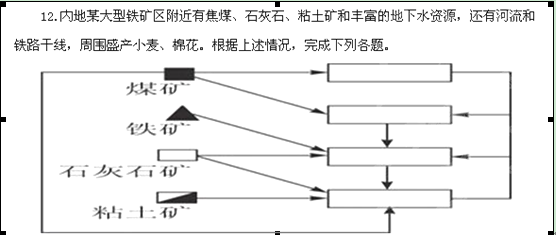 12.内地某大型铁矿区附近有焦煤、石灰石、粘土矿和丰富的地下水资源，还有河流和
铁路干线，周围盛产小麦、棉花。根据上述情况，完成下列各题。
煤矿
铁矿
石灰石矿
粘土矿